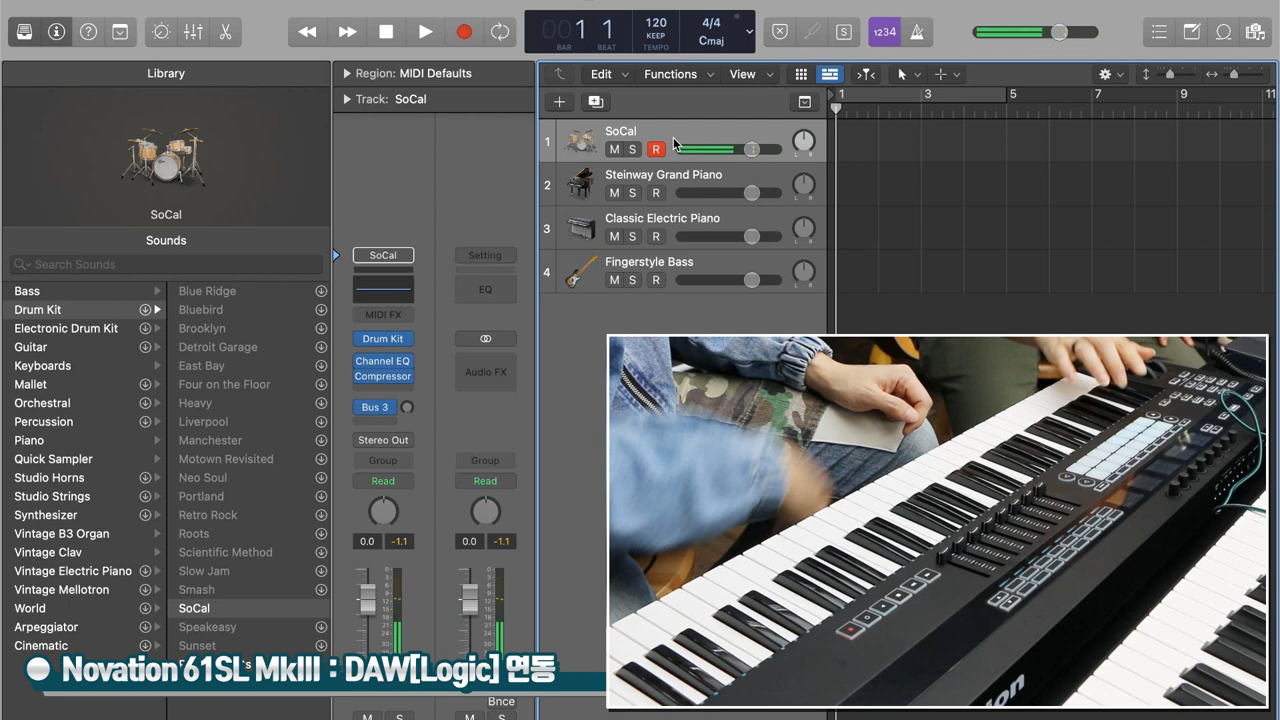 1 1
BAR
BEAT
120
KEEP
TEMPO
4/4
Cmaj
S
1234
Library
SoCal
Sounds
Search Sounds
Bass
Drum Kit
Electronic Drum Kit
Guitar
Keyboards
Mallet
Orchestral
Percussion
Piano
Quick Sampler
Studio Horns
Studio Strings
Synthesizer
Vintage B3 Organ
Vintage Clav
Vintage Electric Piano
Vintage Mellotron
World
Arpeggiator
Cinematic
Blue Ridge
Bluebird
Brooklyn
Detroit Garage
East Bay
Four on the Floor
Heavy
Liverpool
Manchester
Motown Revisited
Neo Soul
Portland
Retro Rock
Roots
Scientific Method
Slow Jam
Smash
SoCal
Speakeasy
Sunset
Region: MIDI Defaults
Track: SoCal
SoCal
MIDI FX
Drum Kit
Channel EQ
Compressor
Bus 3
Stereo Out
Group
Read
0.0 -1.1
Setting
EQ
Audio FX
Group
Read
0.0 -1.1
Bnce
M S
M S
Edit Functions View
1 3 5 7 9 11
1 SoCal
M S R
2 Steinway Grand Piano
M S R
3 Classic Electric Piano
M S R
4 Fingerstyle Bass
M S R
Novation 61SL MkIII : DAW[Logic] 연동